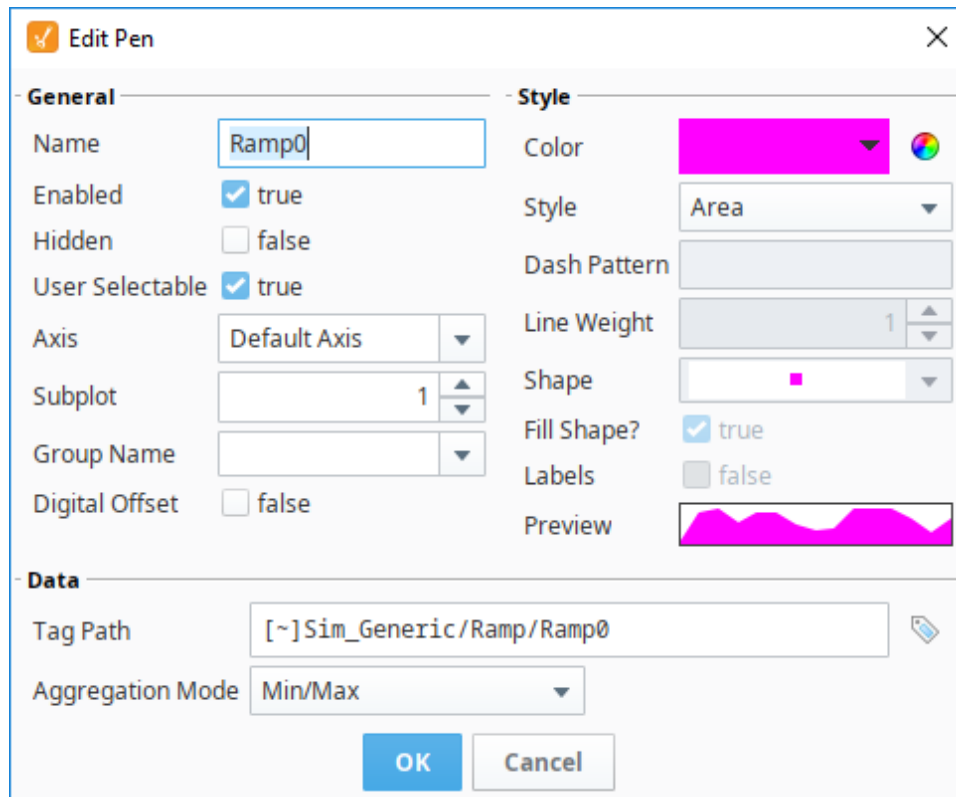 Edit Pen
General
Name Ramp0
Enabled true
Hidden false
User Selectable true
Axis Default Axis
Subplot 1
Group Name
Digital Offset false
Style
Color
Style Area
Dash Pattern
Line Weight 1
Shape
Fill Shape? true
Labels false
Preview
Data
Tag Path [~]Sim_Generic/Ramp/Ramp0
Aggregation Mode Min/Max
OK Cancel